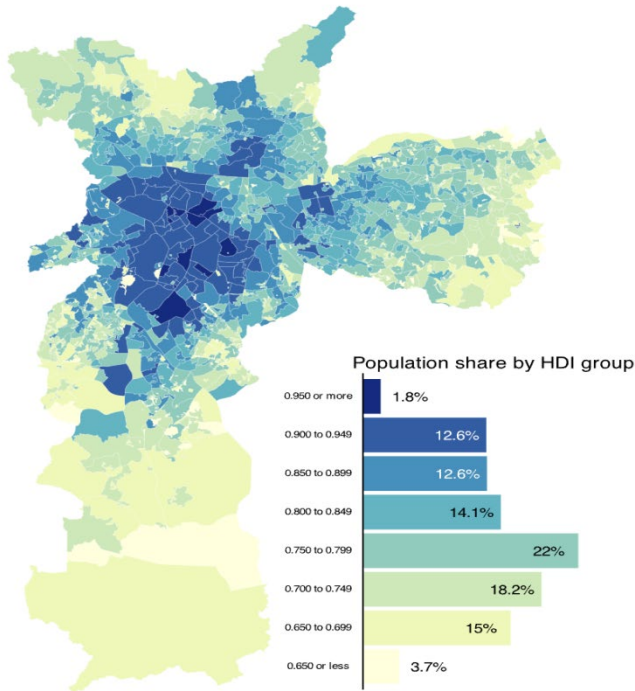 Population share by HDI group
0.950 or more 1.8%
0.900 to 0.949 12.6%
0.850 to 0.899 12.6%
0.800 to 0.849 14.1%
0.750 to 0.799 22%
0.700 to 0.749 18.2%
0.650 to 0.699 15%
0.650 or less 3.7%